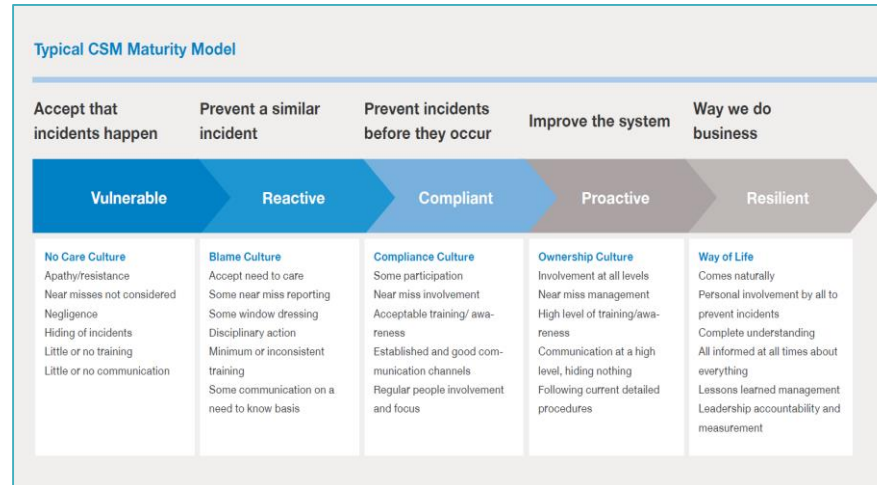 Typical CSM Maturity Model
Accept that
incidents happen
Prevent a similar
incident
Prevent incidents
before they occur
Improve the system
Way we do
business
Vulnerable
Reactive
Compliant
Proactive
Resilient
No Care Culture
Apathy/resistance
Near misses not considered
Negligence
Hiding of incidents
Little or no training
Little or no communication
Blame Culture
Accept need to care
Some near miss reporting
Some window dressing
Disciplinary action
Minimum or inconsistent
training
Some communication on a
need to know basis
Compliance Culture
Some participation
Near miss involvement
Acceptable training/ awa-
reness
Established and good com-
munication channels
Regular people involvement
and focus
Ownership Culture
Involvement at all levels
Near miss management
High level of training/awa-
reness
Communication at a high
level, hiding nothing
Following current detailed
procedures
Way of Life
Comes naturally
Personal involvement by all to
prevent incidents
Complete understanding
All informed at all times about
everything
Lessons learned management
Leadership accountability and
measurement